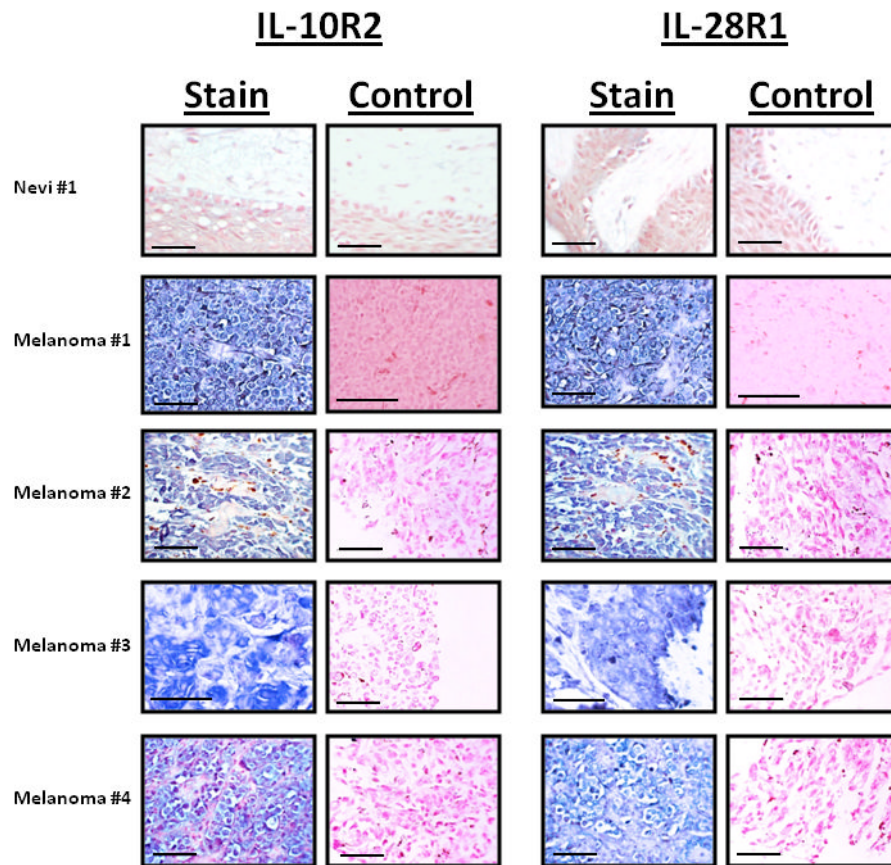 IL-10R2 IL-28R1
Stain Control Stain Control
Nevi #1
Melanoma #1
Melanoma #2
Melanoma #3
Melanoma #4